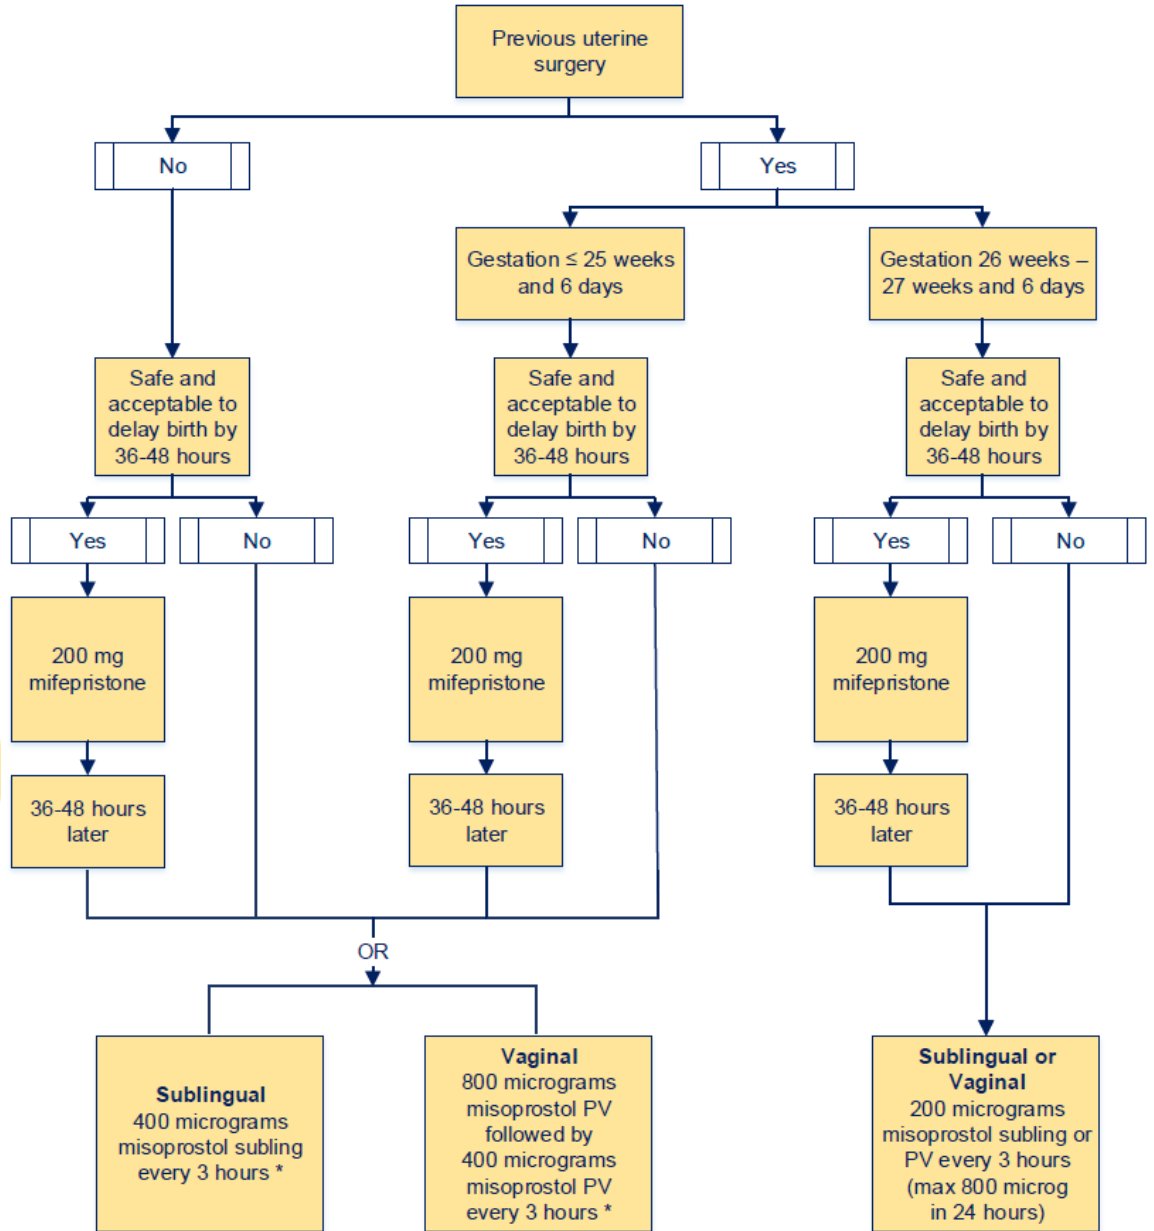 Previous uterine
surgery
No
Yes
Gestation ≤ 25 weeks
and 6 days
Gestation 26 weeks –
27 weeks and 6 days
Safe and
acceptable to
delay birth by
36-48 hours
Safe and
acceptable to
delay birth by
36-48 hours
Safe and
acceptable to
delay birth by
36-48 hours
Yes
No
Yes
No
Yes
No
200 mg
mifepristone
200 mg
mifepristone
200 mg
mifepristone
36-48 hours
later
36-48 hours
later
36-48 hours
later
OR
Sublingual
400 micrograms
misoprostol subling
every 3 hours *
Vaginal
800 micrograms
misoprostol PV
followed by
400 micrograms
misoprostol PV
every 3 hours *
Sublingual or
Vaginal
200 micrograms
misoprostol subling or
PV every 3 hours
(max 800 microg
in 24 hours)